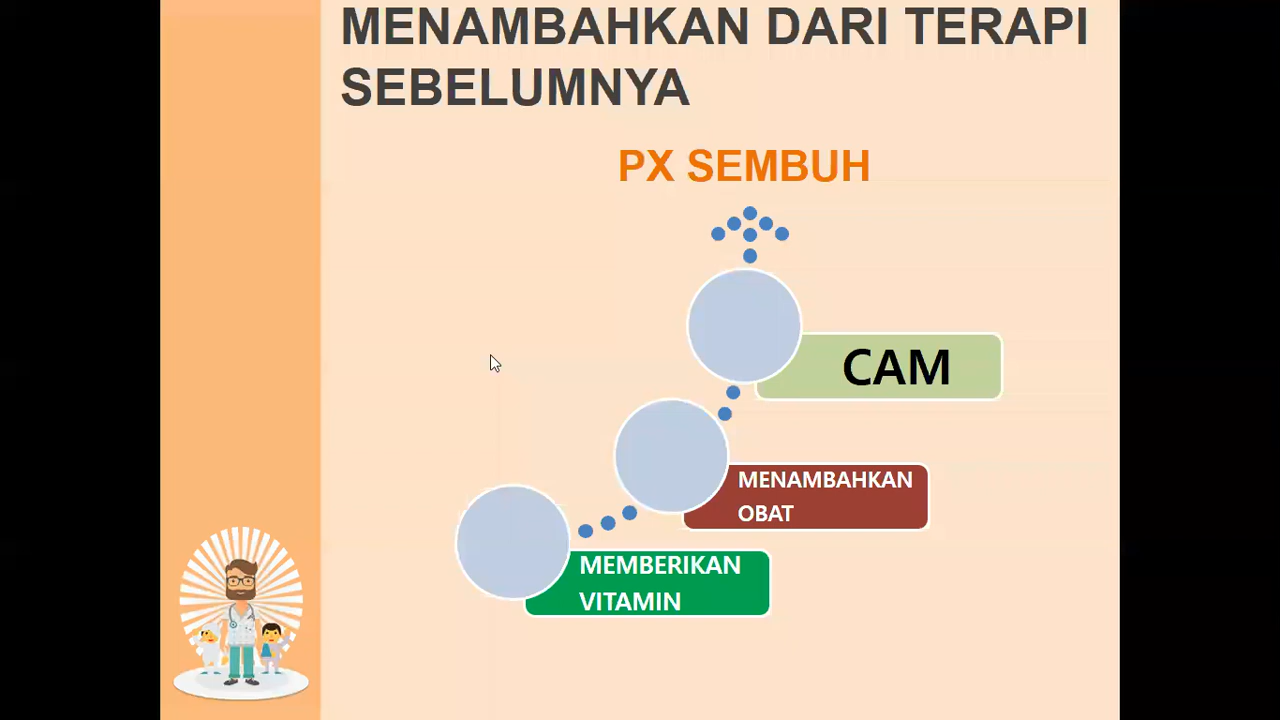 MENAMBAHKAN DARI TERAPI
SEBELUMNYA
PX SEMBUH
CAM
MENAMBAHKAN
OBAT
MEMBERIKAN
VITAMIN